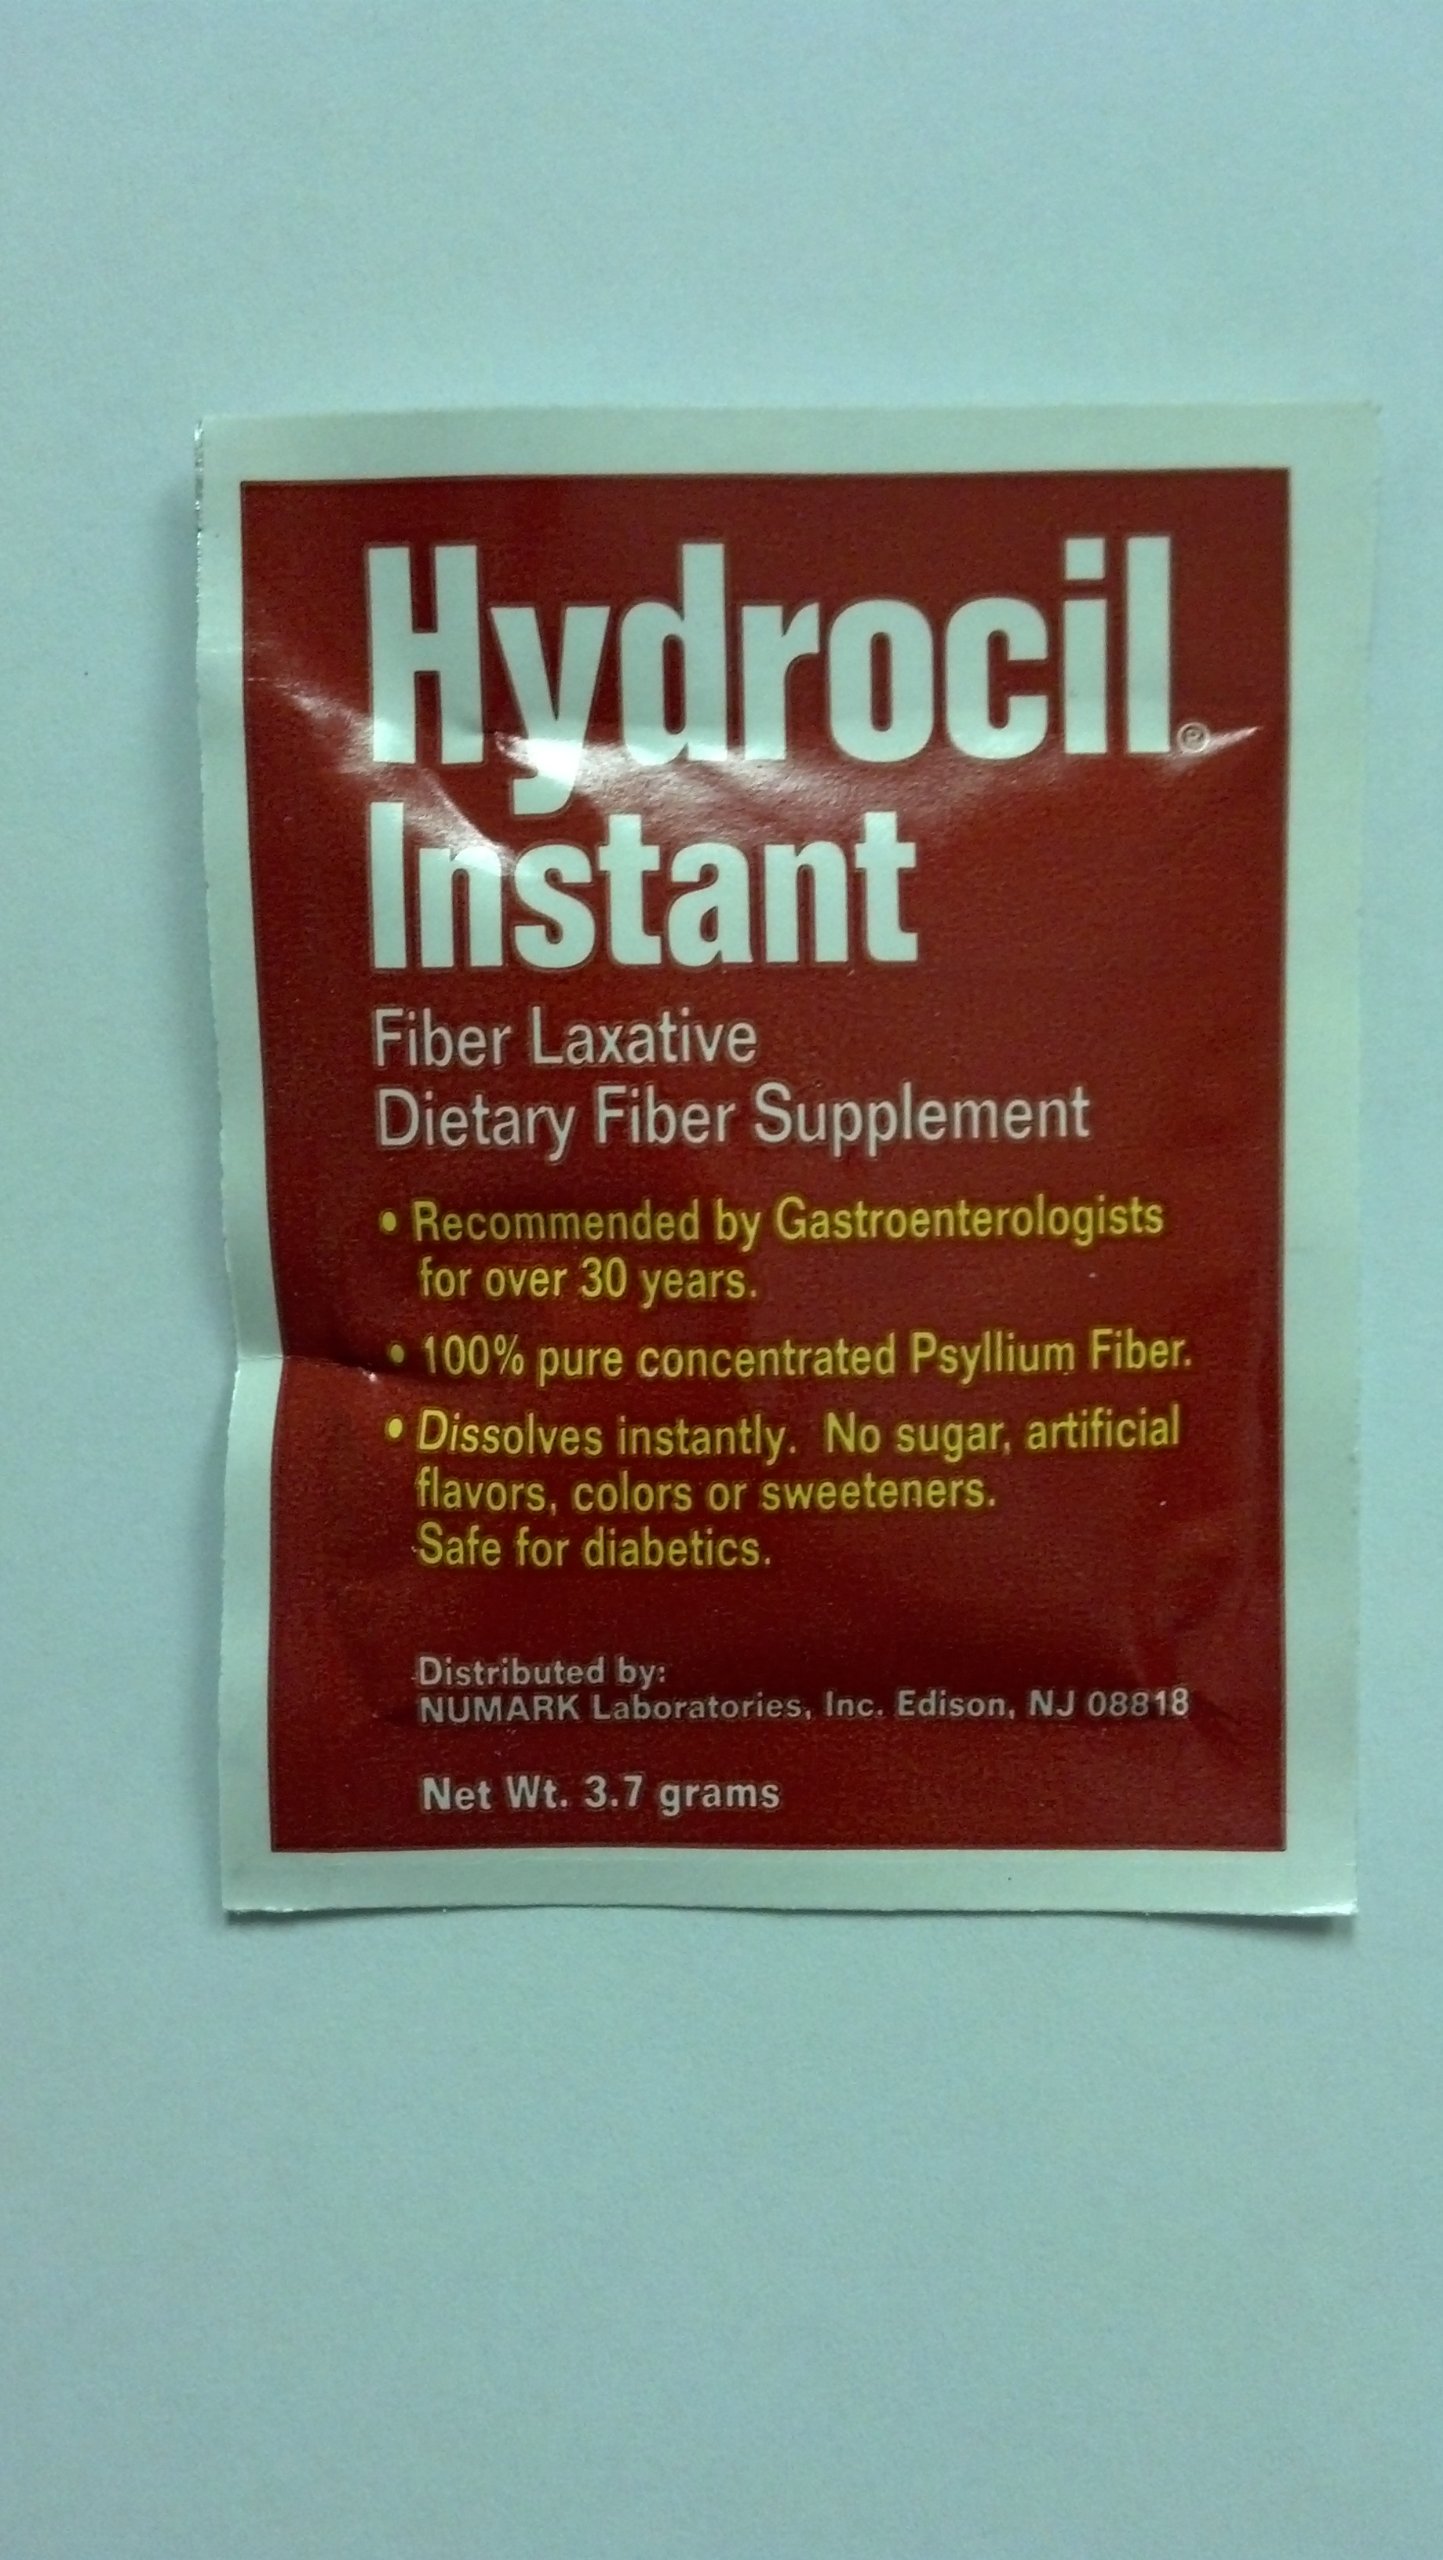 Hydrocil®
Instant
Fiber Laxative
Dietary Fiber Supplement
• Recommended by Gastroenterologists
for over 30 years.
• 100% pure concentrated Psyllium Fiber.
• Dissolves instantly. No sugar, artificial
flavors, colors or sweeteners.
Safe for diabetics.
Distributed by:
NUMARK Laboratories, Inc. Edison, NJ 08818
Net Wt. 3.7 grams